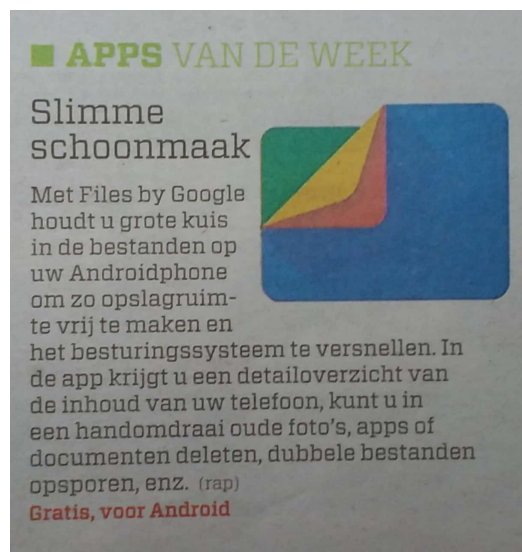 APPS VAN DE WEEK
Slimme
schoonmaak
Met Files by Google
houdt u grote kuis
in de bestanden op
uw Androidphone
om zo opslagruim-
te vrij te maken en
het besturingssysteem te versnellen. In
de app krijgt u een detailoverzicht van
de inhoud van uw telefoon, kunt u in
een handomdraai oude foto's, apps of
documenten deleten, dubbele bestanden
opsporen, enz. (rap)
Gratis, voor Android